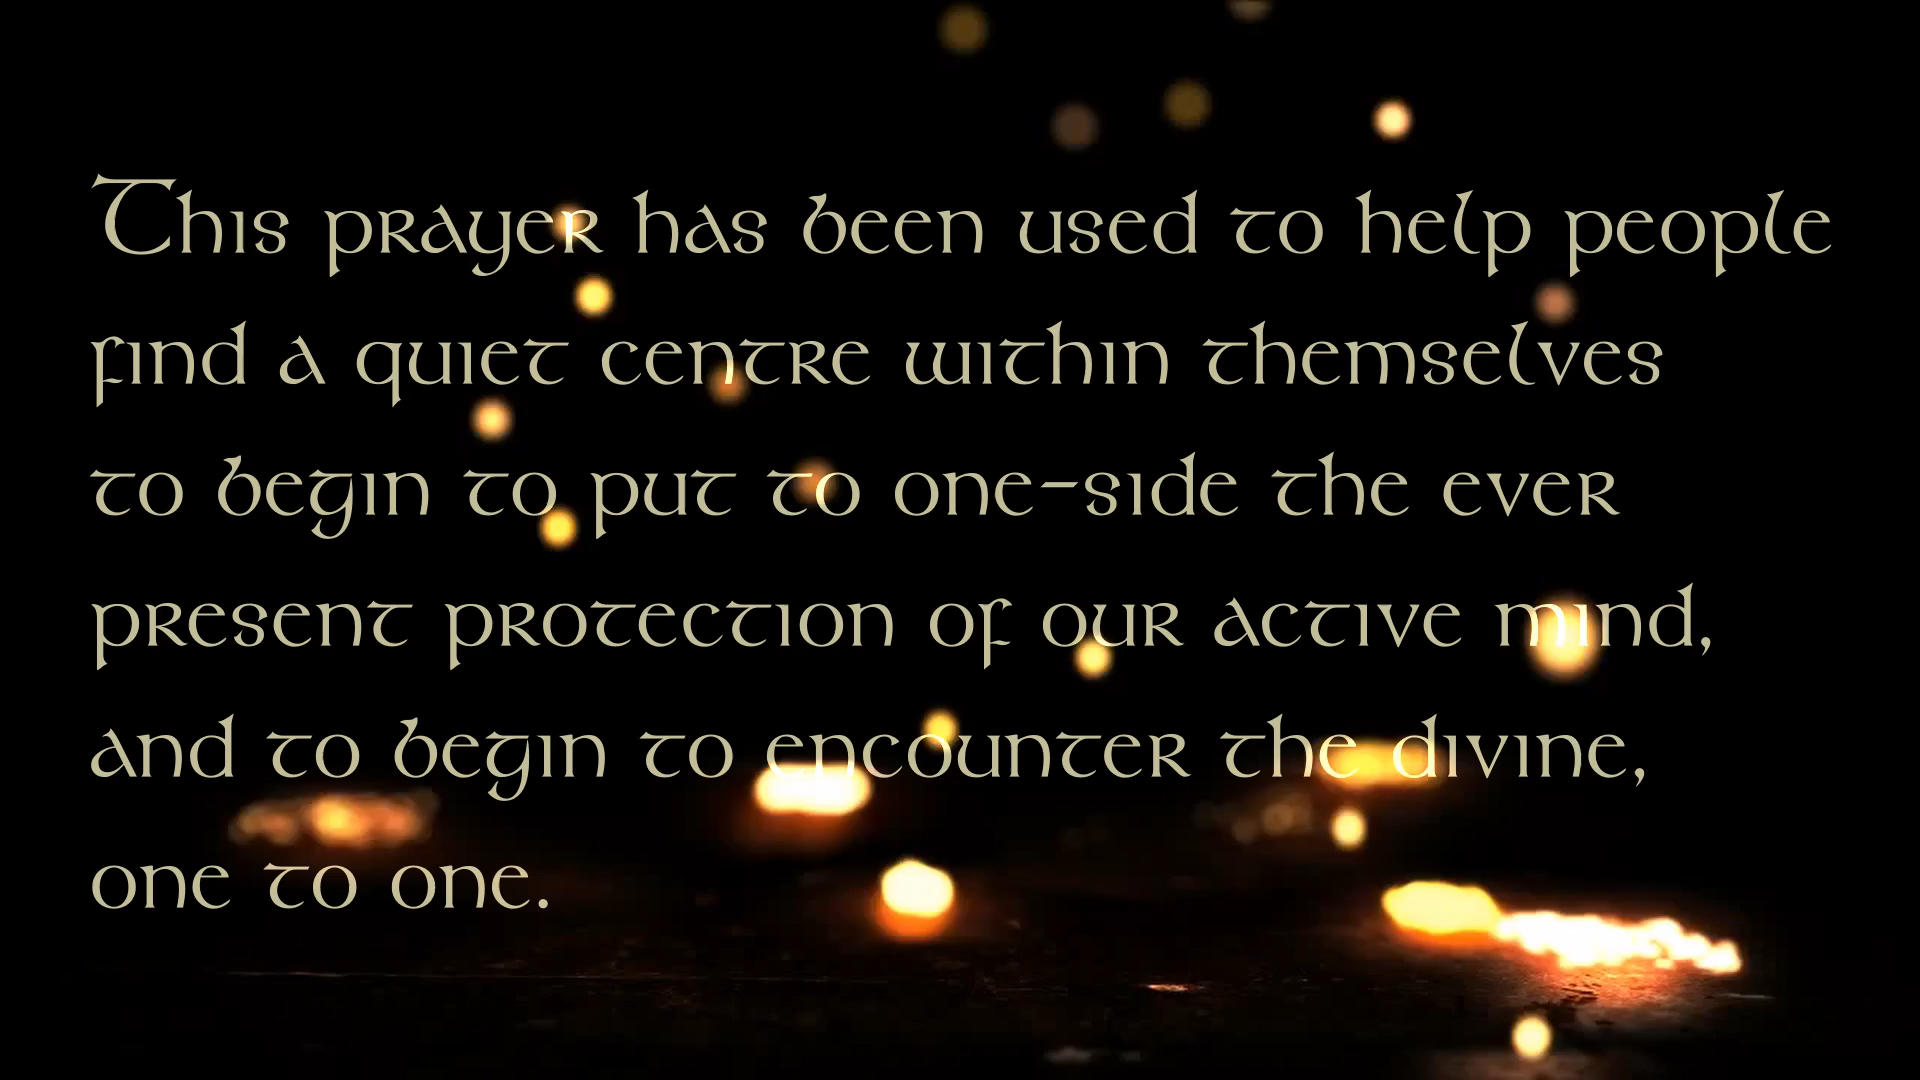 This prayer has been used to help people
find a quiet centre within themselves
to begin to put to one-side the ever
present protection of our active mind,
and to begin to encounter the divine,
one to one.